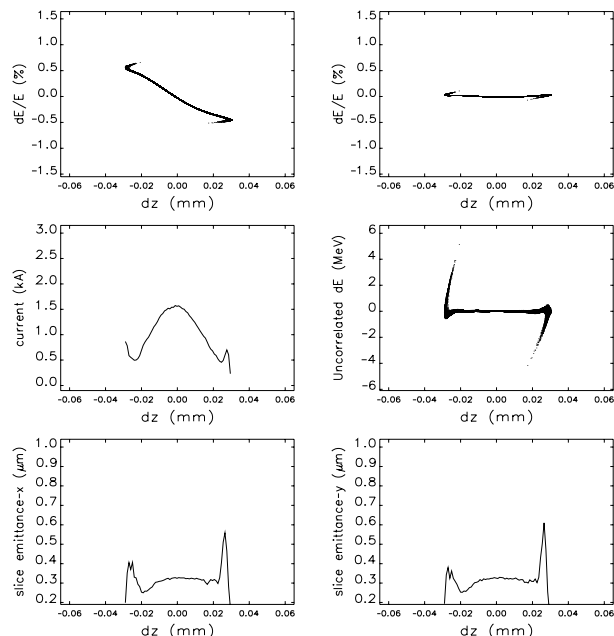 1.5 1.5
1.0 1.0
0.5 0.5
0.0 0.0
-0.5 -0.5
-1.0 -1.0
-1.5 -1.5
dE/E (%) dE/E (%)
-0.06 -0.04 -0.02 0.00 0.02 0.04 0.06 -0.06 -0.04 -0.02 0.00 0.02 0.04 0.06
dz (mm) dz (mm)
3.0 6
2.5 4
2.0 2
1.5 0
1.0 -2
0.5 -4
0.0 -6
current (kA) Uncorrelated dE (MeV)
-0.06 -0.04 -0.02 0.00 0.02 0.04 0.06 -0.06 -0.04 -0.02 0.00 0.02 0.04 0.06
dz (mm) dz (mm)
1.0 1.0
0.9 0.9
0.8 0.8
0.7 0.7
0.6 0.6
0.5 0.5
0.4 0.4
0.3 0.3
0.2 0.2
slice emittance-x (μm) slice emittance-y (μm)
-0.06 -0.04 -0.02 0.00 0.02 0.04 0.06 -0.06 -0.04 -0.02 0.00 0.02 0.04 0.06
dz (mm) dz (mm)